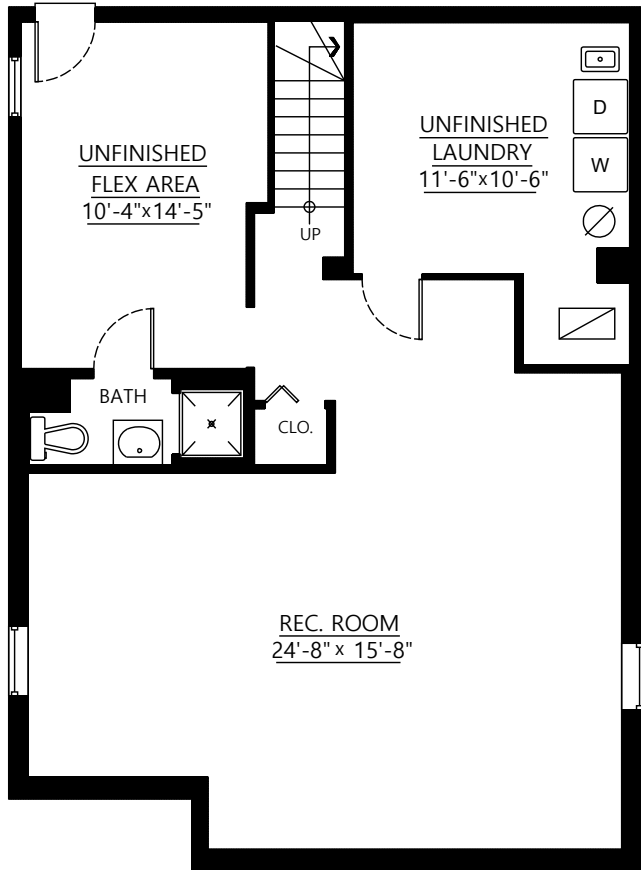 UNFINISHED
FLEX AREA
10'-4"x14'-5"
UP
UNFINISHED
LAUNDRY
11'-6"x10'-6"
D
W
BATH
CLO.
REC. ROOM
24'-8" x 15'-8"